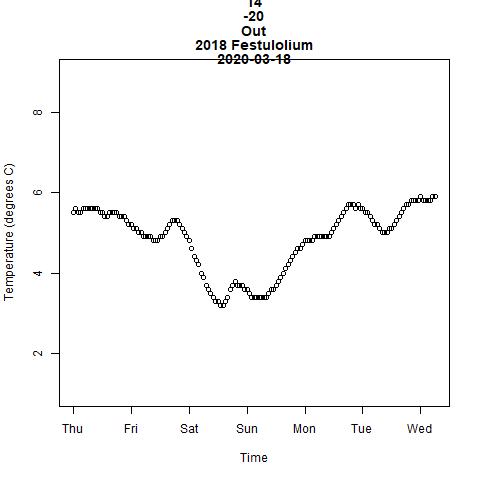 14
-20
Out
2018 Festulolium
2020-03-18
Temperature (degrees C)
8
6
4
2
Thu Fri Sat Sun Mon Tue Wed
Time